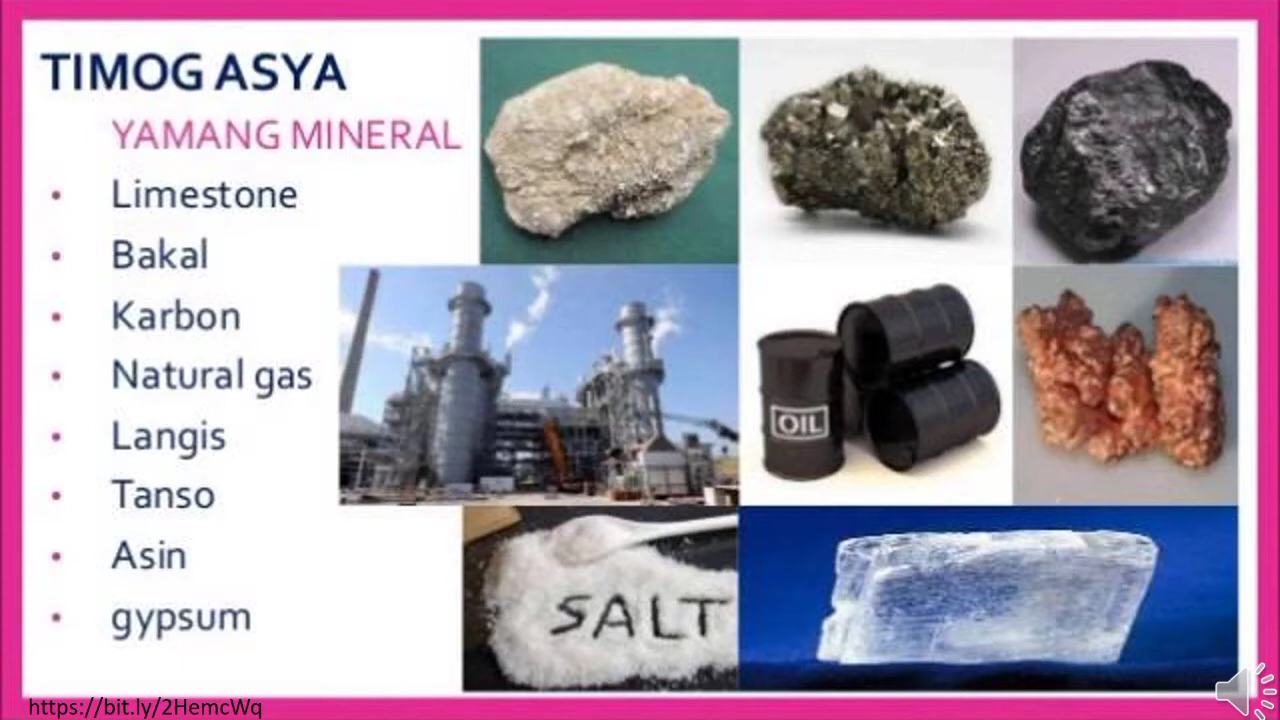 TIMOG ASYA
YAMANG MINERAL
• Limestone
• Bakal
• Karbon
• Natural gas
• Langis
• Tanso
• Asin
• gypsum
OIL
SALT
https://bit.ly/2HemcWq